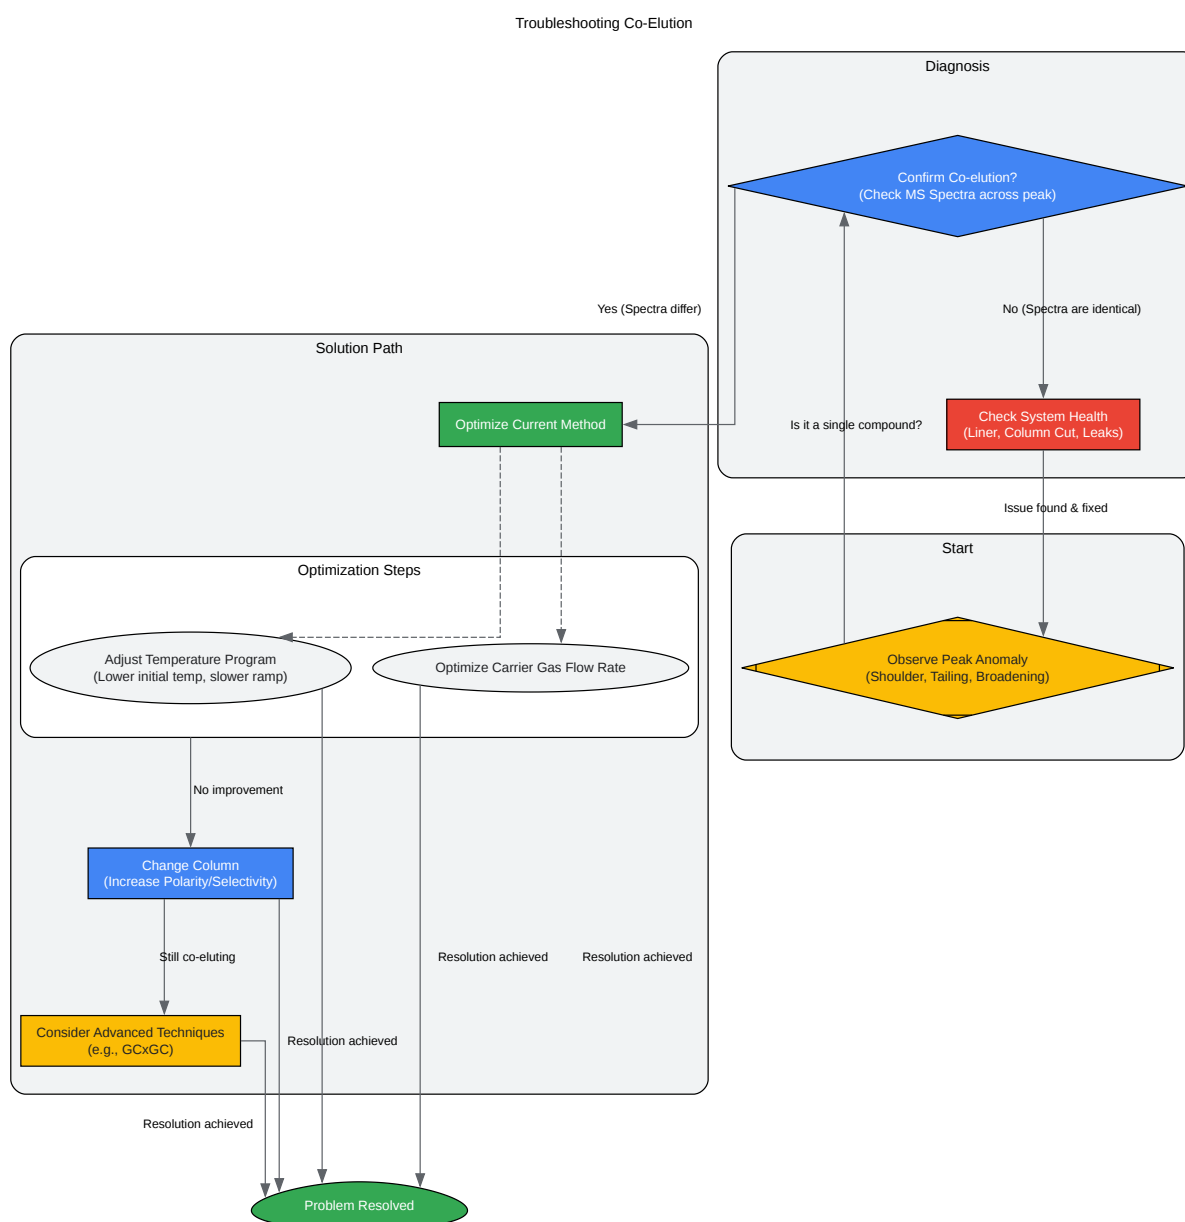 Troubleshooting Co-Elution
Diagnosis
Confirm Co-elution?
(Check MS Spectra across peak)
Yes (Spectra differ)
No (Spectra are identical)
Solution Path
Optimize Current Method
Is it a single compound?
Check System Health
(Liner, Column Cut, Leaks)
Issue found & fixed
Start
Optimization Steps
Adjust Temperature Program
(Lower initial temp, slower ramp)
Optimize Carrier Gas Flow Rate
Observe Peak Anomaly
(Shoulder, Tailing, Broadening)
No improvement
Change Column
(Increase Polarity/Selectivity)
Still co-eluting
Resolution achieved
Resolution achieved
Consider Advanced Techniques
(e.g., GCxGC)
Resolution achieved
Resolution achieved
Problem Resolved